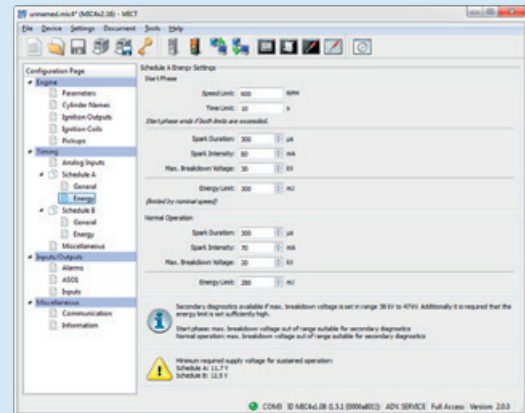 unnamed.mic4* (MIC4x2.16) - MICT
File Device Settings Document Tools Help
Configuration Page
Engine
Parameters
Cylinder Names
Ignition Outputs
Ignition Coils
Pickups
Timing
Analog Inputs
Schedule A
General
Energy
Schedule B
General
Energy
Miscellaneous
Inputs/Outputs
Alarms
ASO1
Inputs
Miscellaneous
Communication
Information
Schedule A Energy Settings
Start Phase
Speed Limit: 600 RPM
Time Limit: 10 s
Start phase ends if both limits are exceeded.
Spark Duration: 300 µs
Spark Intensity: 80 mA
Max. Breakdown Voltage: 30 kV
Energy Limit: 300 mJ
(limited by nominal speed)
Normal Operation
Spark Duration: 300 µs
Spark Intensity: 70 mA
Max. Breakdown Voltage: 20 kV
Energy Limit: 280 mJ
Secondary diagnostics available if max. breakdown voltage is set in range 38 kV to 47 kV. Additionally it is required that the
energy limit is set sufficiently high.
Start phase: max. breakdown voltage out of range suitable for secondary diagnostics
Normal operation: max. breakdown voltage out of range suitable for secondary diagnostics
Minimum required supply voltage for sustained operation:
Schedule A: 11.7 V
Schedule B: 12.5 V
COM3 ADV. SERVICE Full Access Version 2.0.0